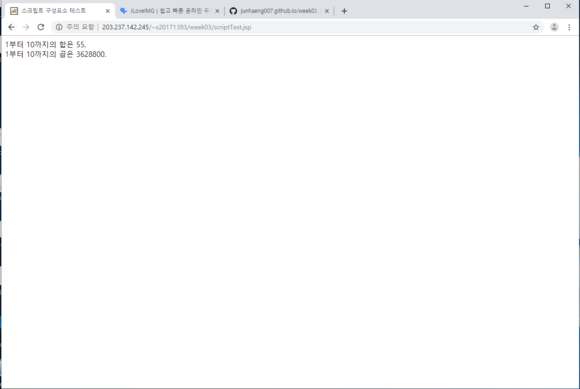 스크립트 구성요소 테스트
iLoveIMG | 쉽고 빠른 온라인 무
junhaeng007.github.io/week03
주의 요함 | 203.237.142.245/~s20171393/week03/scriptTest.jsp
1부터 10까지의 합은 55.
1부터 10까지의 곱은 3628800.